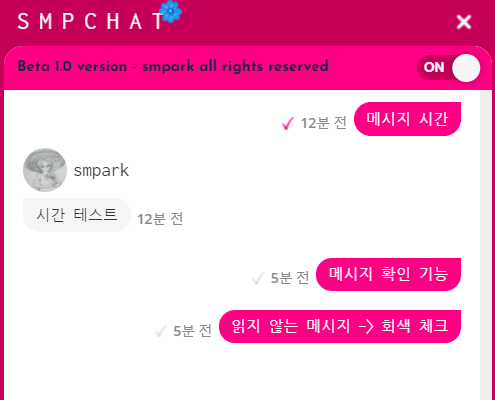 SMPCHAT
Beta 1.0 version - smpark all rights reserved
ON
12분 전 메시지 시간
smpark
시간 테스트 12분 전
5분 전 메시지 확인 기능
5분 전 읽지 않는 메시지 -> 회색 체크